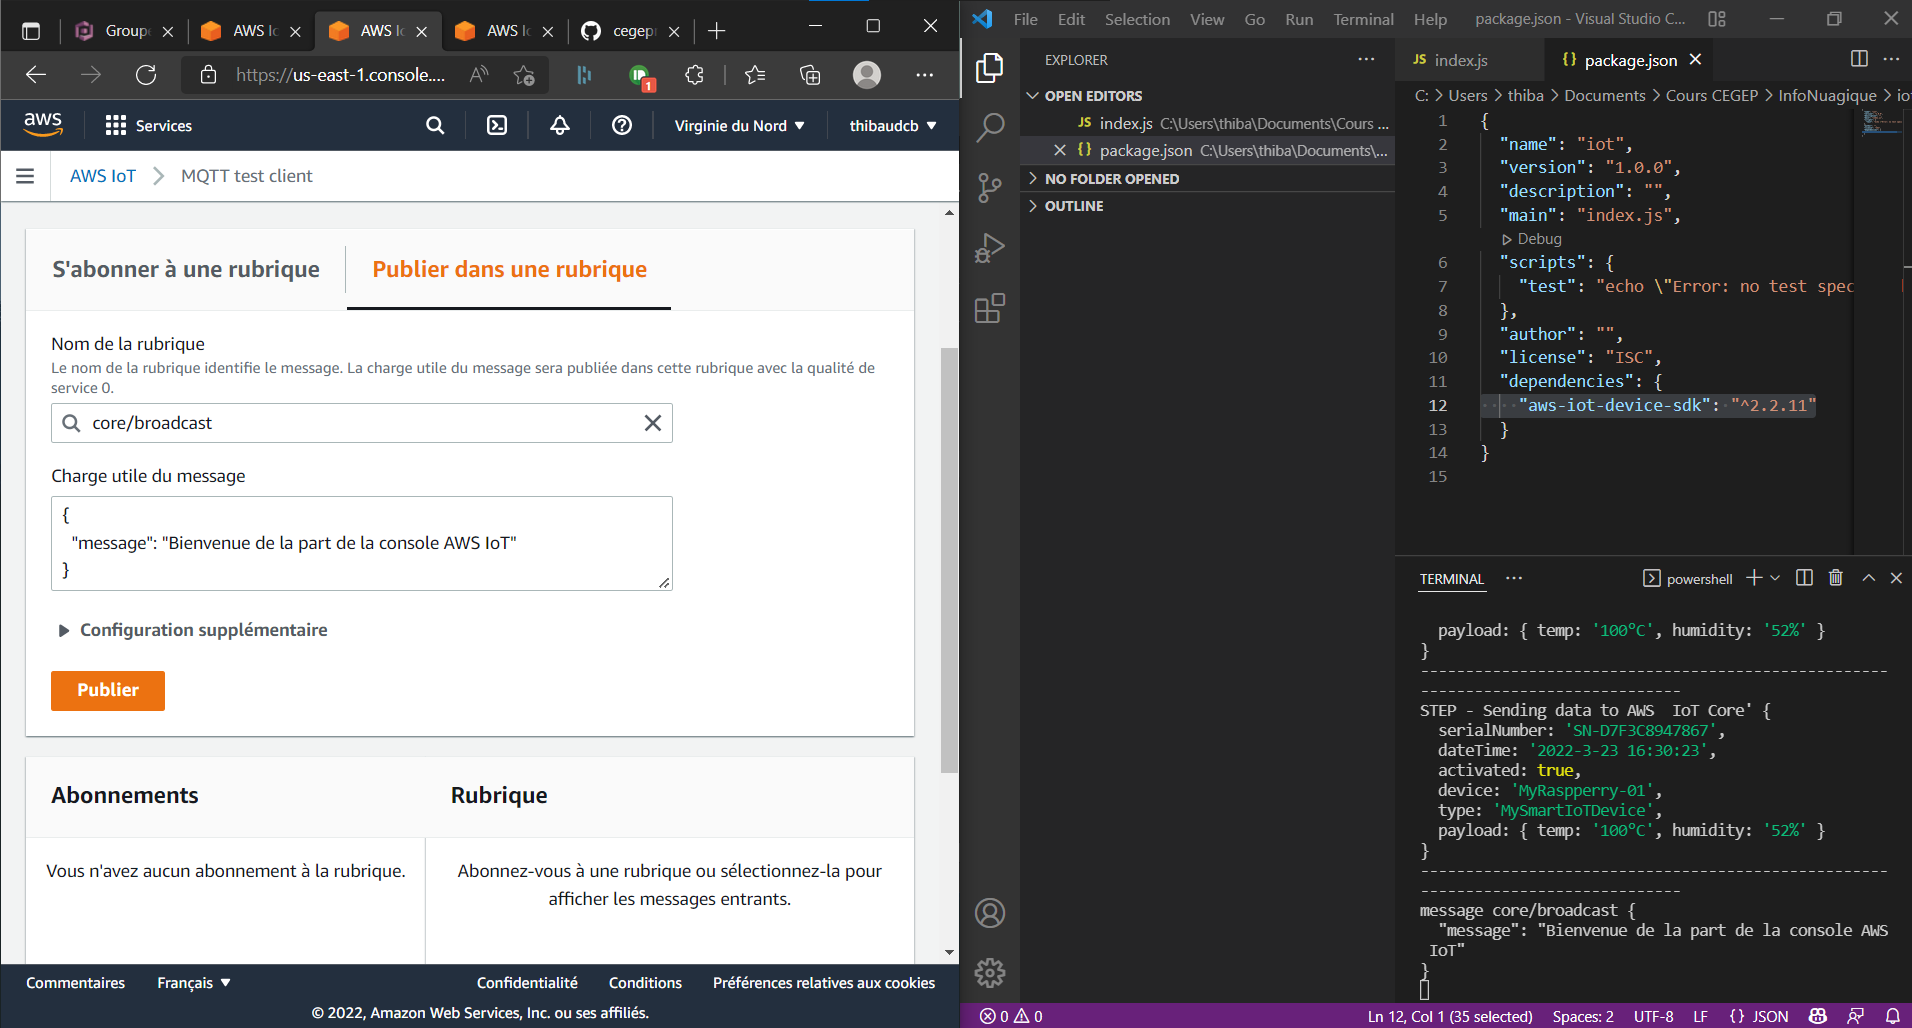 Group
AWS Ic
AWS Ic
AWS Ic
cegep
https://us-east-1.console....
1
aws
Services
Virginie du Nord
thibaudcb
AWS IoT
MQTT test client
S'abonner à une rubrique
Publier dans une rubrique
Nom de la rubrique
Le nom de la rubrique identifie le message. La charge utile du message sera publiée dans cette rubrique avec la qualité de
service 0.
core/broadcast
Charge utile du message
{
"message": "Bienvenue de la part de la console AWS IoT"
}
Configuration supplémentaire
Publier
Abonnements
Rubrique
Vous n'avez aucun abonnement à la rubrique.
Abonnez-vous à une rubrique ou sélectionnez-la pour
afficher les messages entrants.
Commentaires
Français
Confidentialité
Conditions
Préférences relatives aux cookies
© 2022, Amazon Web Services, Inc. ou ses affiliés.
File Edit Selection View Go Run Terminal Help
package.json - Visual Studio C...
EXPLORER
OPEN EDITORS
JS index.js C:\Users\thiba\Documents\Cours ...
{} package.json C:\Users\thiba\Documents\...
NO FOLDER OPENED
OUTLINE
JS index.js
{} package.json
C: > Users > thiba > Documents > Cours CEGEP > InfoNuagique > io
1 {
2 "name": "iot",
3 "version": "1.0.0",
4 "description": "",
5 "main": "index.js",
Debug
6 "scripts": {
7 "test": "echo \"Error: no test spec
8 },
9 "author": "",
10 "license": "ISC",
11 "dependencies": {
12 "aws-iot-device-sdk": "^2.2.11"
13 }
14 }
15
TERMINAL
powershell
payload: { temp: '100°C', humidity: '52%' }
}
----------------------------------------------------
-----------------------------
STEP - Sending data to AWS  IoT Core' {
serialNumber: 'SN-D7F3C8947867',
dateTime: '2022-3-23 16:30:23',
activated: true,
device: 'MyRaspperry-01',
type: 'MySmartIoTDevice',
payload: { temp: '100°C', humidity: '52%' }
}
----------------------------------------------------
-----------------------------
message core/broadcast {
"message": "Bienvenue de la part de la console AWS
IoT"
}
0 0
Ln 12, Col 1 (35 selected)
Spaces: 2
UTF-8
LF
{} JSON